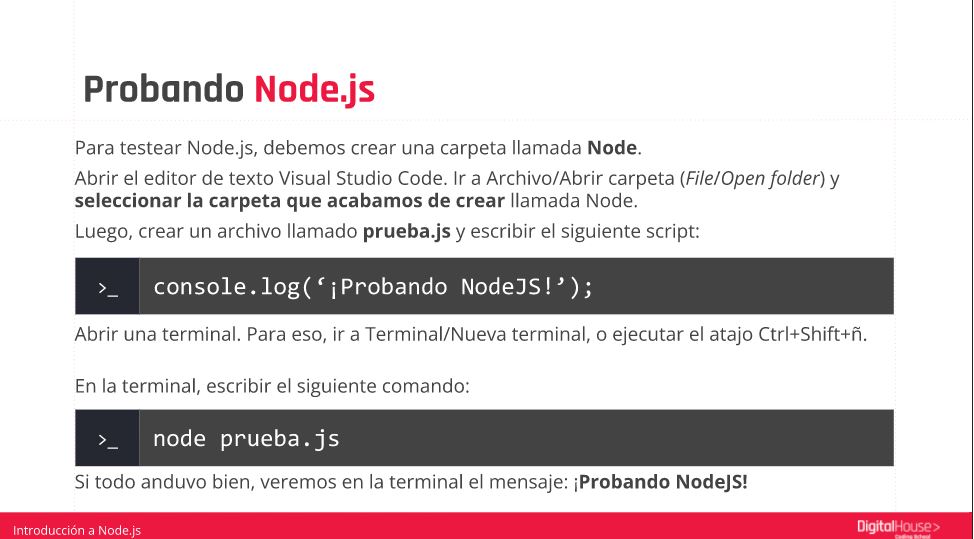 Probando Node.js
Para testear Node.js, debemos crear una carpeta llamada Node.
Abrir el editor de texto Visual Studio Code. Ir a Archivo/Abrir carpeta (File/Open folder) y
seleccionar la carpeta que acabamos de crear llamada Node.
Luego, crear un archivo llamado prueba.js y escribir el siguiente script:
>_ console.log(‘¡Probando NodeJS!’);
Abrir una terminal. Para eso, ir a Terminal/Nueva terminal, o ejecutar el atajo Ctrl+Shift+ñ.
En la terminal, escribir el siguiente comando:
>_ node prueba.js
Si todo anduvo bien, veremos en la terminal el mensaje: ¡Probando NodeJS!
Introducción a Node.js
DigitalHouse>
Coding School